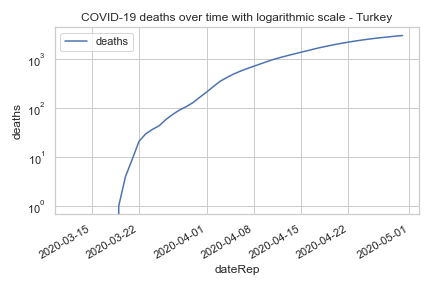 COVID-19 deaths over time with logarithmic scale - Turkey
deaths
deaths
10³
10²
10¹
10⁰
2020-03-15
2020-03-22
2020-04-01
2020-04-08
2020-04-15
2020-04-22
2020-05-01
dateRep